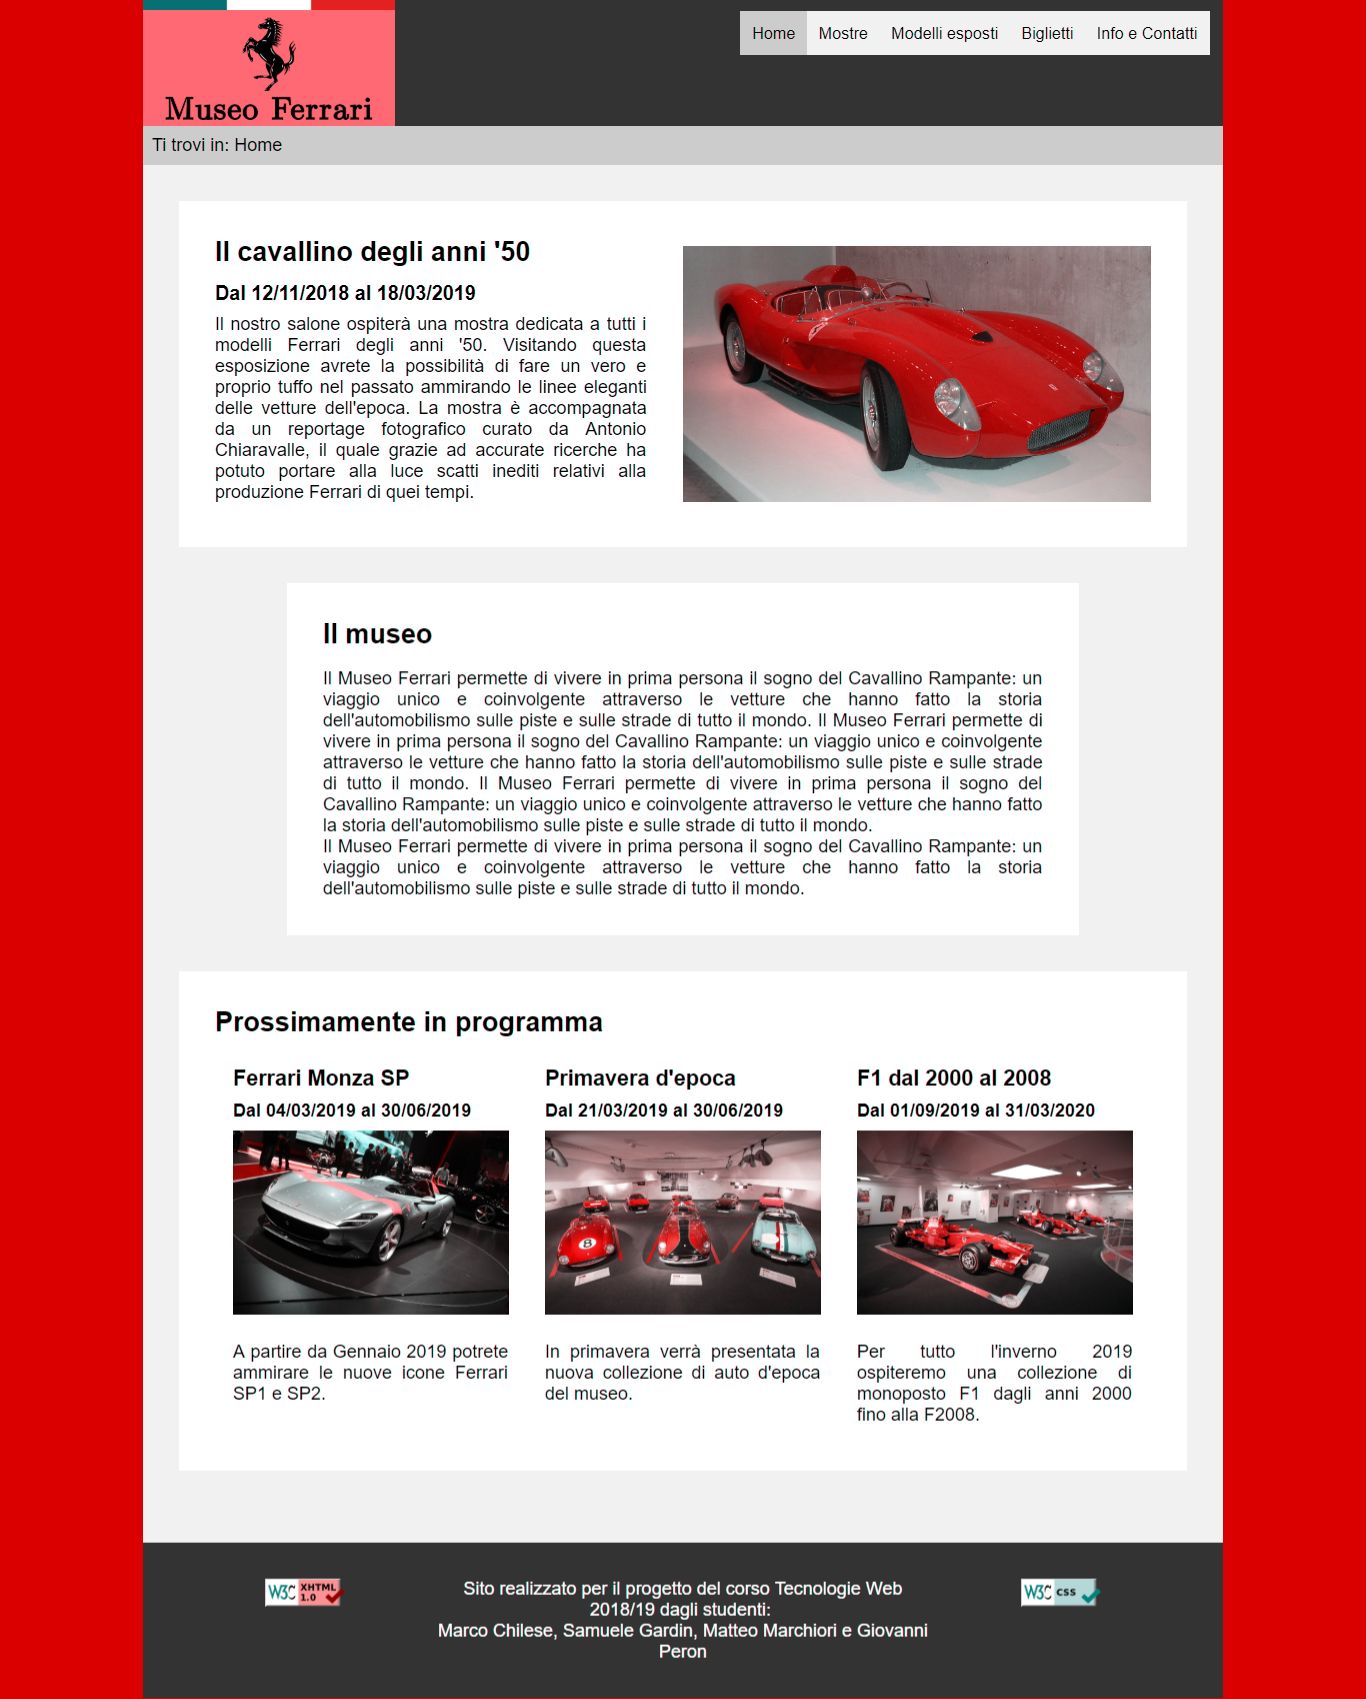 Museo Ferrari
Home Mostre Modelli esposti Biglietti Info e Contatti
Ti trovi in: Home
Il cavallino degli anni '50
Dal 12/11/2018 al 18/03/2019
Il nostro salone ospiterà una mostra dedicata a tutti i
modelli Ferrari degli anni '50. Visitando questa
esposizione avrete la possibilità di fare un vero e
proprio tuffo nel passato ammirando le linee eleganti
delle vetture dell'epoca. La mostra è accompagnata
da un reportage fotografico curato da Antonio
Chiaravalle, il quale grazie ad accurate ricerche ha
potuto portare alla luce scatti inediti relativi alla
produzione Ferrari di quei tempi.
Il museo
Il Museo Ferrari permette di vivere in prima persona il sogno del Cavallino Rampante: un
viaggio unico e coinvolgente attraverso le vetture che hanno fatto la storia
dell'automobilismo sulle piste e sulle strade di tutto il mondo. Il Museo Ferrari permette di
vivere in prima persona il sogno del Cavallino Rampante: un viaggio unico e coinvolgente
attraverso le vetture che hanno fatto la storia dell'automobilismo sulle piste e sulle strade
di tutto il mondo. Il Museo Ferrari permette di vivere in prima persona il sogno del
Cavallino Rampante: un viaggio unico e coinvolgente attraverso le vetture che hanno fatto
la storia dell'automobilismo sulle piste e sulle strade di tutto il mondo.
Il Museo Ferrari permette di vivere in prima persona il sogno del Cavallino Rampante: un
viaggio unico e coinvolgente attraverso le vetture che hanno fatto la storia
dell'automobilismo sulle piste e sulle strade di tutto il mondo.
Prossimamente in programma
Ferrari Monza SP
Dal 04/03/2019 al 30/06/2019
A partire da Gennaio 2019 potrete
ammirare le nuove icone Ferrari
SP1 e SP2.
Primavera d'epoca
Dal 21/03/2019 al 30/06/2019
8
In primavera verrà presentata la
nuova collezione di auto d'epoca
del museo.
F1 dal 2000 al 2008
Dal 01/09/2019 al 31/03/2020
Per tutto l'inverno 2019
ospiteremo una collezione di
monoposto F1 dagli anni 2000
fino alla F2008.
W3C XHTML 1.0
Sito realizzato per il progetto del corso Tecnologie Web
2018/19 dagli studenti:
Marco Chilese, Samuele Gardin, Matteo Marchiori e Giovanni
Peron
W3C css